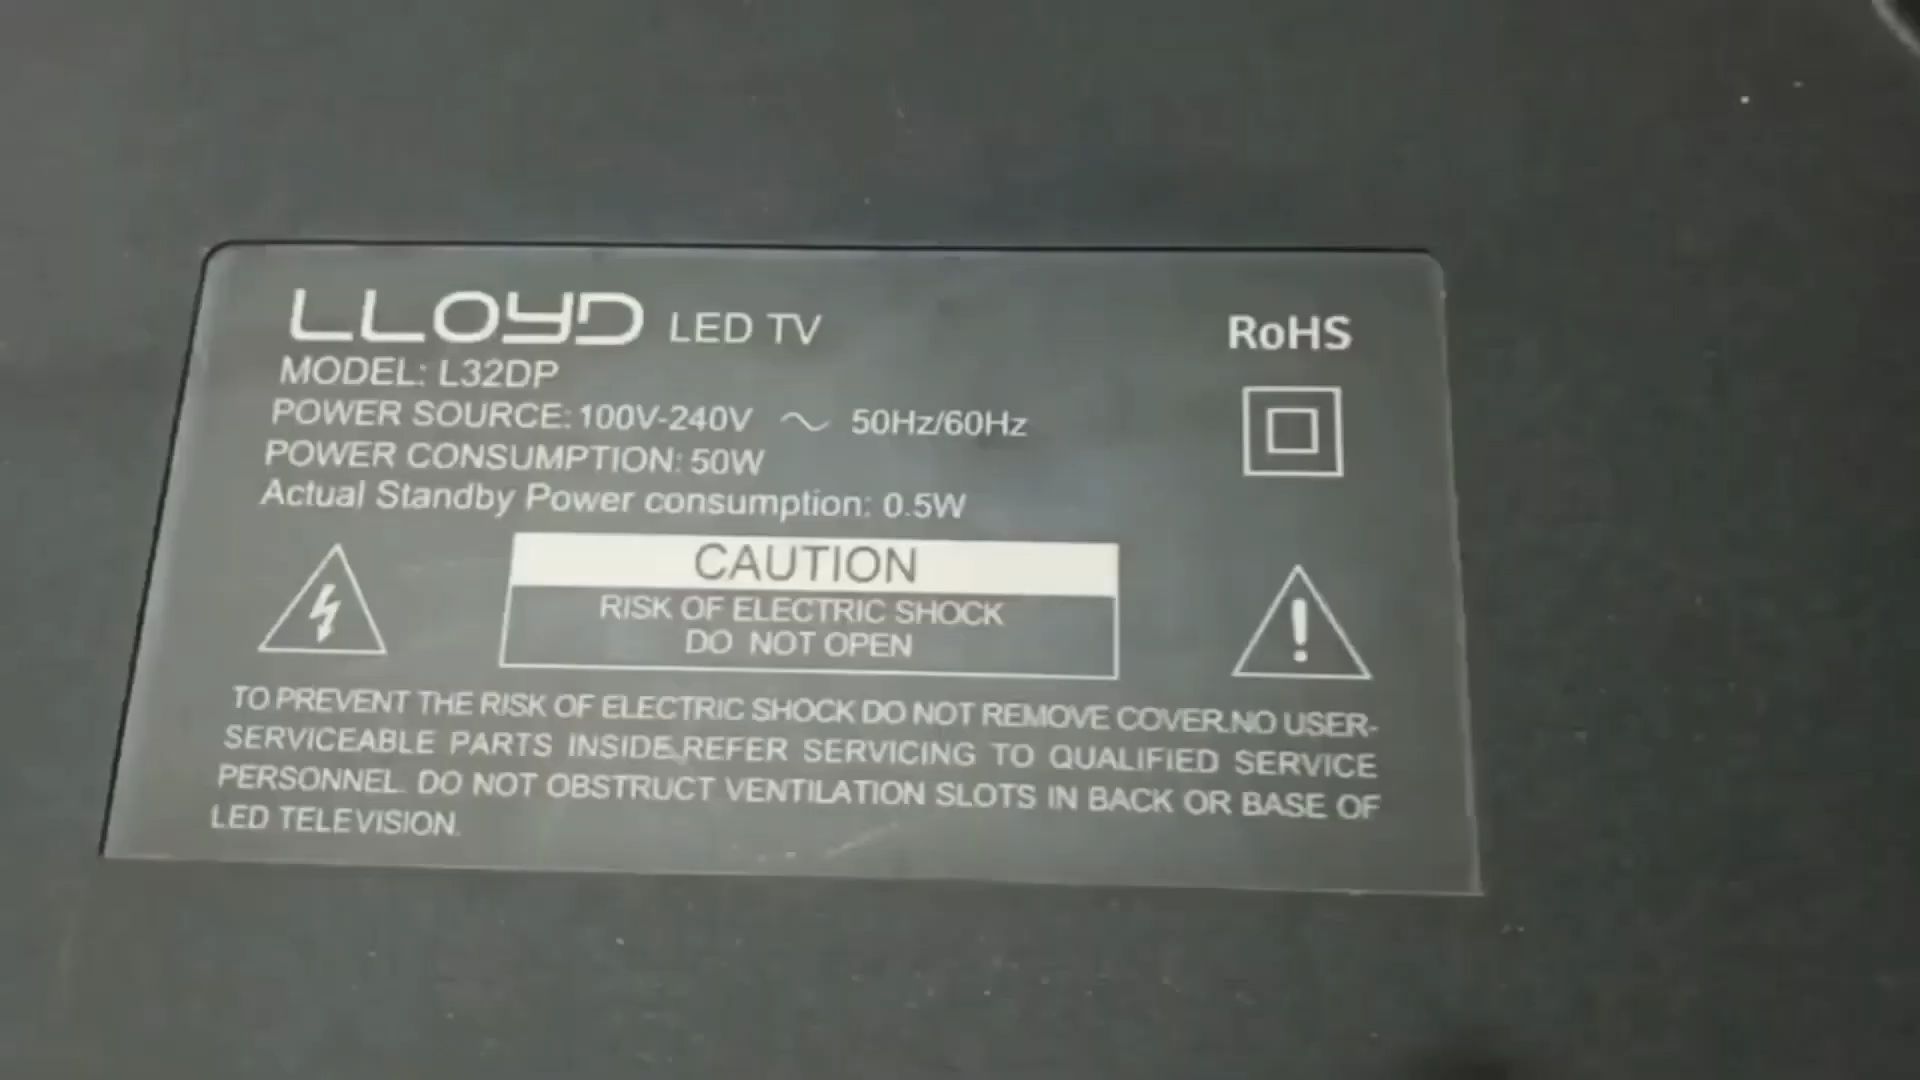 LLOYD LED TV
RoHS
MODEL: L32DP
POWER SOURCE: 100V-240V ~ 50Hz/60Hz
POWER CONSUMPTION: 50W
Actual Standby Power consumption: 0.5W
CAUTION
RISK OF ELECTRIC SHOCK
DO NOT OPEN
TO PREVENT THE RISK OF ELECTRIC SHOCK DO NOT REMOVE COVER.NO USER-
SERVICEABLE PARTS INSIDE.REFER SERVICING TO QUALIFIED SERVICE
PERSONNEL. DO NOT OBSTRUCT VENTILATION SLOTS IN BACK OR BASE OF
LED TELEVISION.